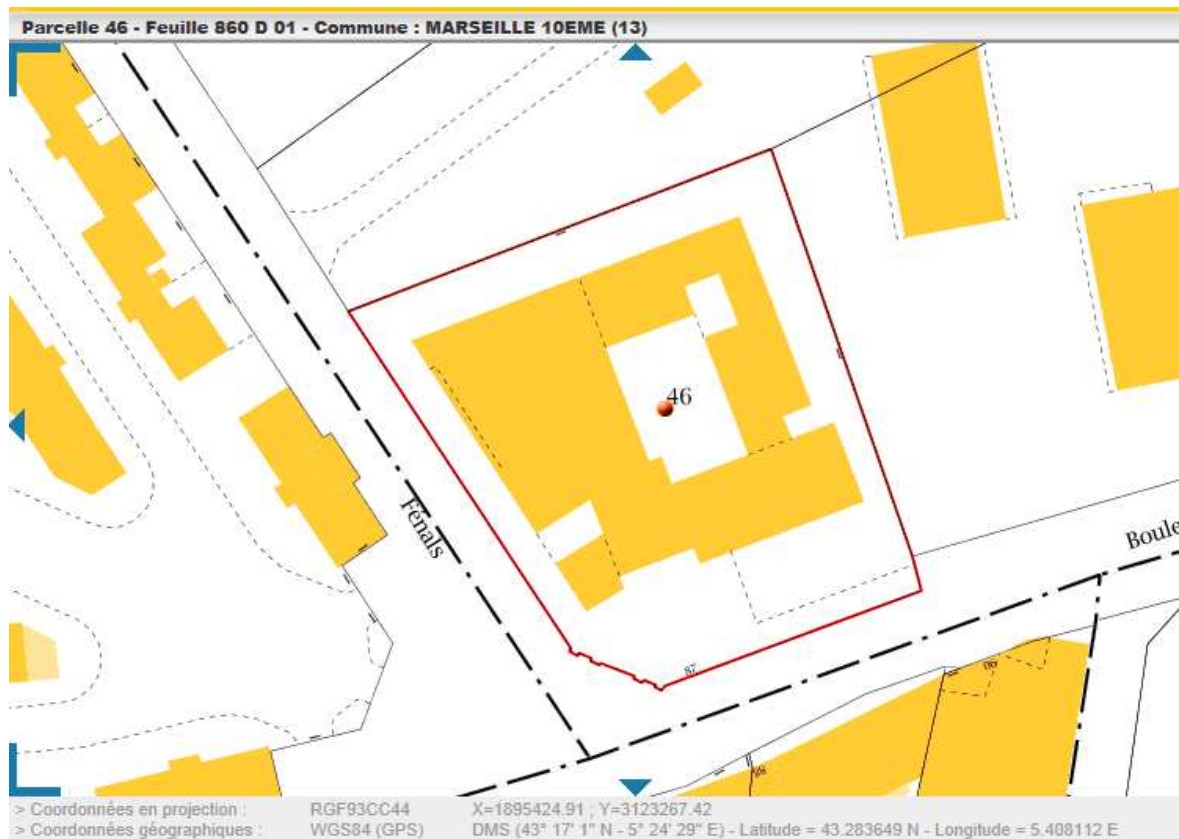 Parcelle 46 - Feuille 860 D 01 - Commune : MARSEILLE 10EME (13)
46
Fénals
Boule
87
> Coordonnées en projection : RGF93CC44 X=1895424.91 ; Y=3123267.42
> Coordonnées géographiques : WGS84 (GPS) DMS (43° 17' 1" N - 5° 24' 29" E) - Latitude = 43.283649 N - Longitude = 5.408112 E